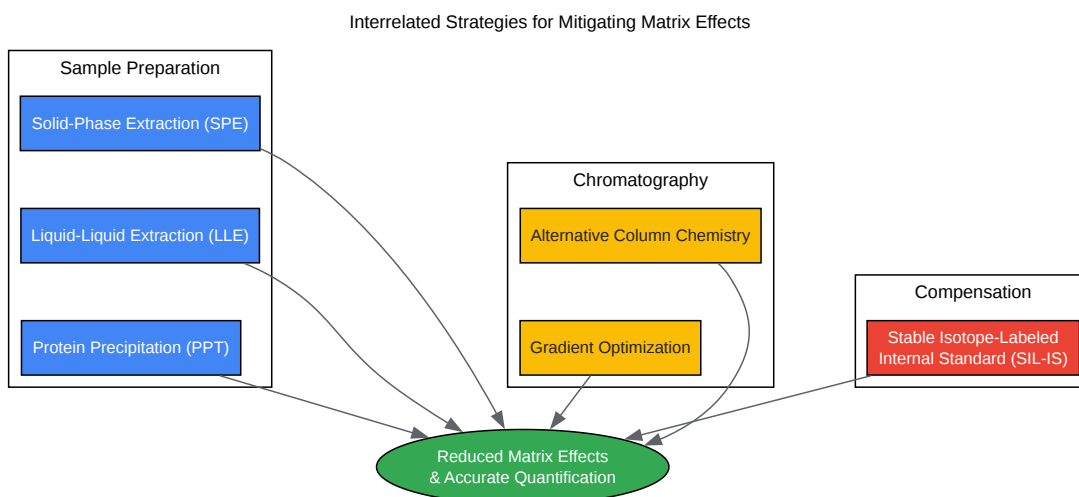 Interrelated Strategies for Mitigating Matrix Effects
Sample Preparation
Solid-Phase Extraction (SPE)
Liquid-Liquid Extraction (LLE)
Protein Precipitation (PPT)
Chromatography
Alternative Column Chemistry
Gradient Optimization
Compensation
Stable Isotope-Labeled
Internal Standard (SIL-IS)
Reduced Matrix Effects
& Accurate Quantification